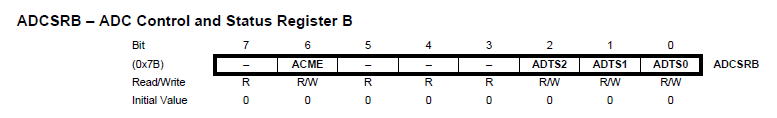 ADCSRB – ADC Control and Status Register B
Bit 7 6 5 4 3 2 1 0
(0x7B) – ACME – – – ADTS2 ADTS1 ADTS0 ADCSRB
Read/Write R R/W R R R R/W R/W R/W
Initial Value 0 0 0 0 0 0 0 0